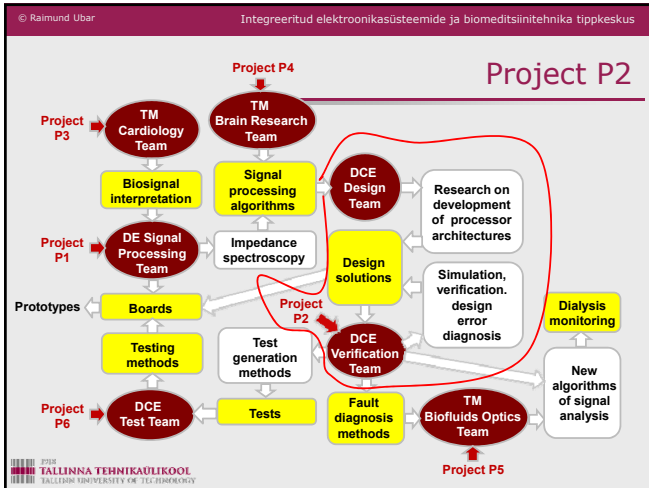 © Raimund Ubar
Integreeritud elektroonikasüsteemide ja biomeditsiinitehnika tippkeskus
Project P2
Project P4
Project
P3
TM
Cardiology
Team
TM
Brain Research
Team
Biosignal
interpretation
Signal
processing
algorithms
DCE
Design
Team
Research on
development
of processor
architectures
Project
P1
DE Signal
Processing
Team
Impedance
spectroscopy
Design
solutions
Simulation,
verification.
design
error
diagnosis
Prototypes
Boards
Project
P2
Dialysis
monitoring
Testing
methods
Test
generation
methods
DCE
Verification
Team
New
algorithms
of signal
analysis
Project
P6
DCE
Test Team
Tests
Fault
diagnosis
methods
TM
Biofluids Optics
Team
Project P5
1918
TALLINNA TEHNIKAÜLIKOOL
TALLINN UNIVERSITY OF TECHNOLOGY